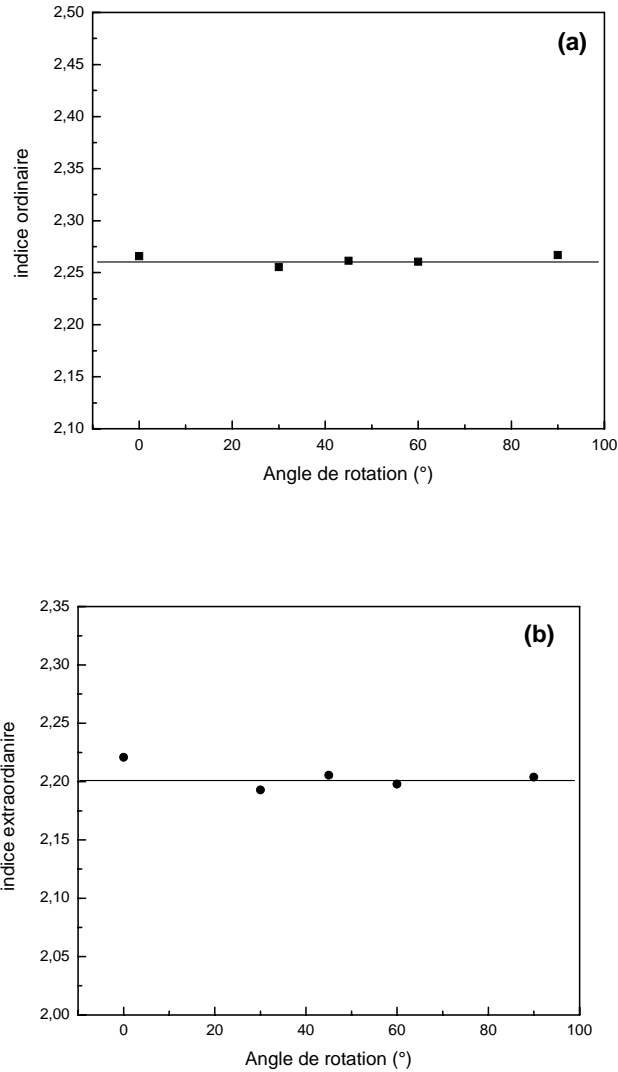 (a)
2,50
2,45
2,40
2,35
2,30
2,25
2,20
2,15
2,10
indice ordinaire
0 20 40 60 80 100
Angle de rotation (°)
(b)
2,35
2,30
2,25
2,20
2,15
2,10
2,05
2,00
indice extraordianire
0 20 40 60 80 100
Angle de rotation (°)